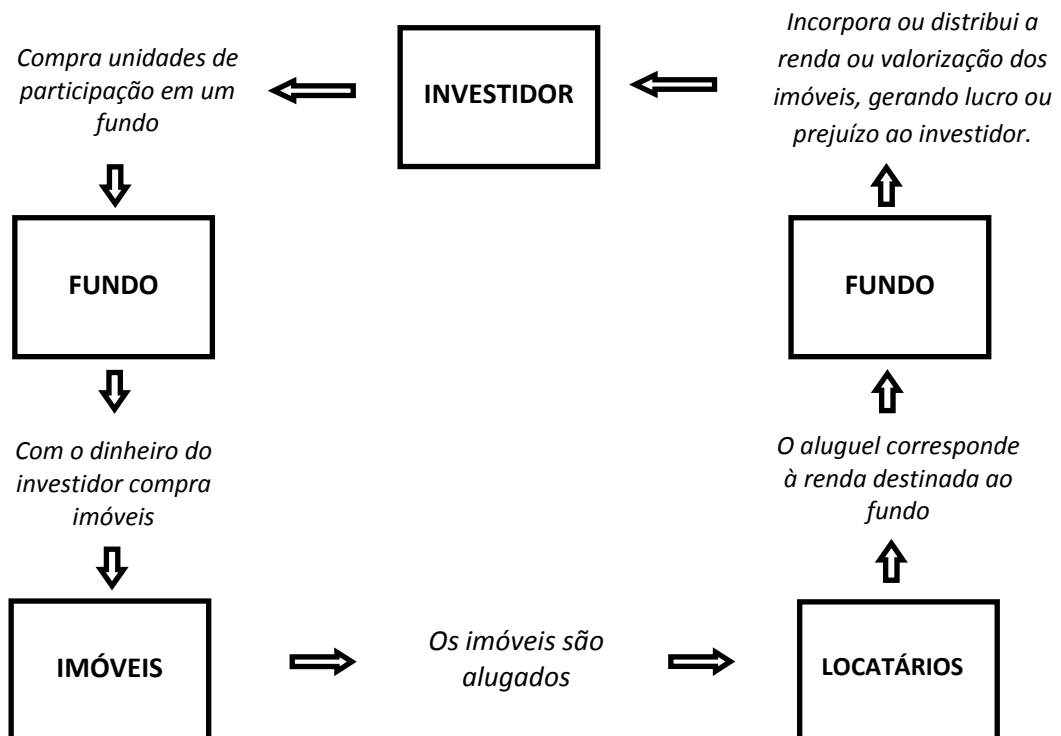 INVESTIDOR
Compra unidades de
participação em um
fundo
FUNDO
Com o dinheiro do
investidor compra
imóveis
IMÓVEIS
Os imóveis são
alugados
LOCATÁRIOS
O aluguel corresponde
à renda destinada ao
fundo
FUNDO
Incorpora ou distribui a
renda ou valorização dos
imóveis, gerando lucro ou
prejuízo ao investidor.